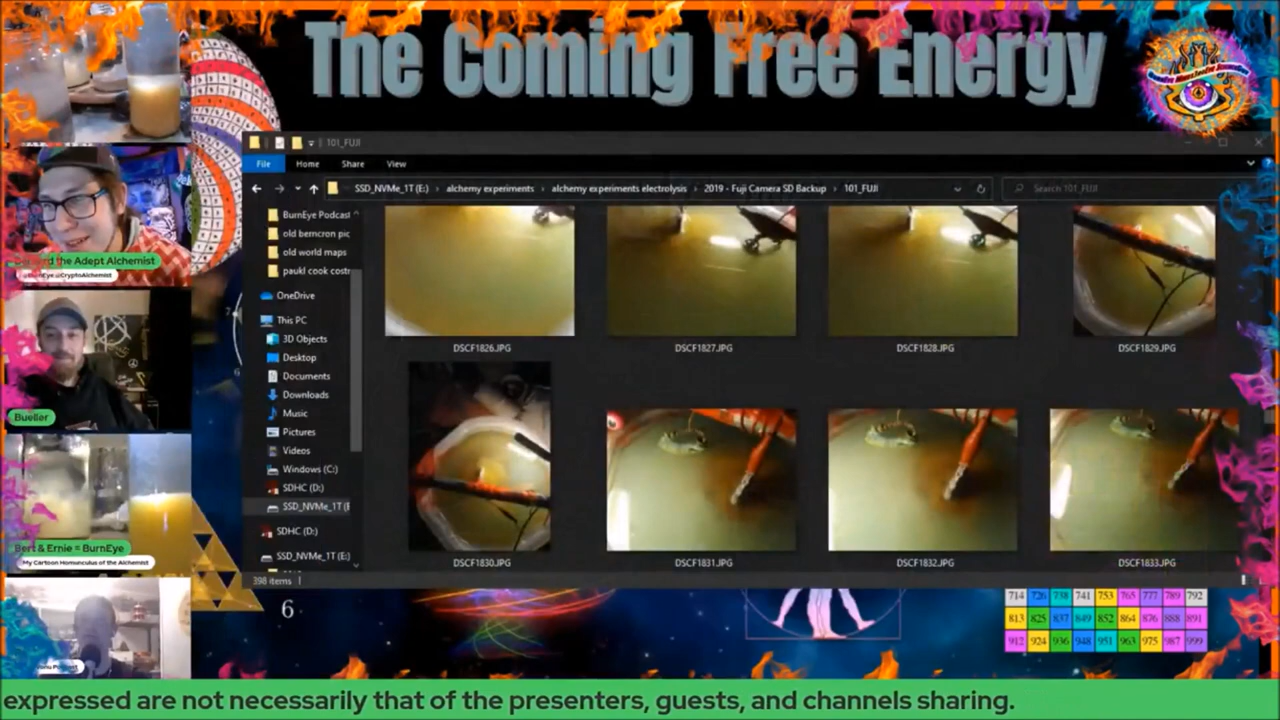 The Coming Free Energy
101_FUJI
File Home Share View
SSD_NVMe_1T (E:) alchemy experiments alchemy experiments electrolysis 2019 - Fuji Camera SD Backup 101_FUJI
Search 101_FUJI
BurnEye Podcast
old berncron pic
old world maps
paukl cook costu
OneDrive
This PC
3D Objects
Desktop
Documents
Downloads
Music
Pictures
Videos
Windows (C:)
SDHC (D:)
SSD_NVMe_1T (E
SDHC (D:)
SSD_NVMe_1T (E:)
DSCF1826.JPG DSCF1827.JPG DSCF1828.JPG DSCF1829.JPG
DSCF1830.JPG DSCF1831.JPG DSCF1832.JPG DSCF1833.JPG
398 items
the Adept Alchemist
Bueller
Bert & Ernie = BurnEye
My Cartoon Homunculus of the Alchemist
6
714 726 738 741 753 765 777 789 792
813 825 837 849 852 864 876 888 891
912 924 936 948 951 963 975 987 999
expressed are not necessarily that of the presenters, guests, and channels sharing.